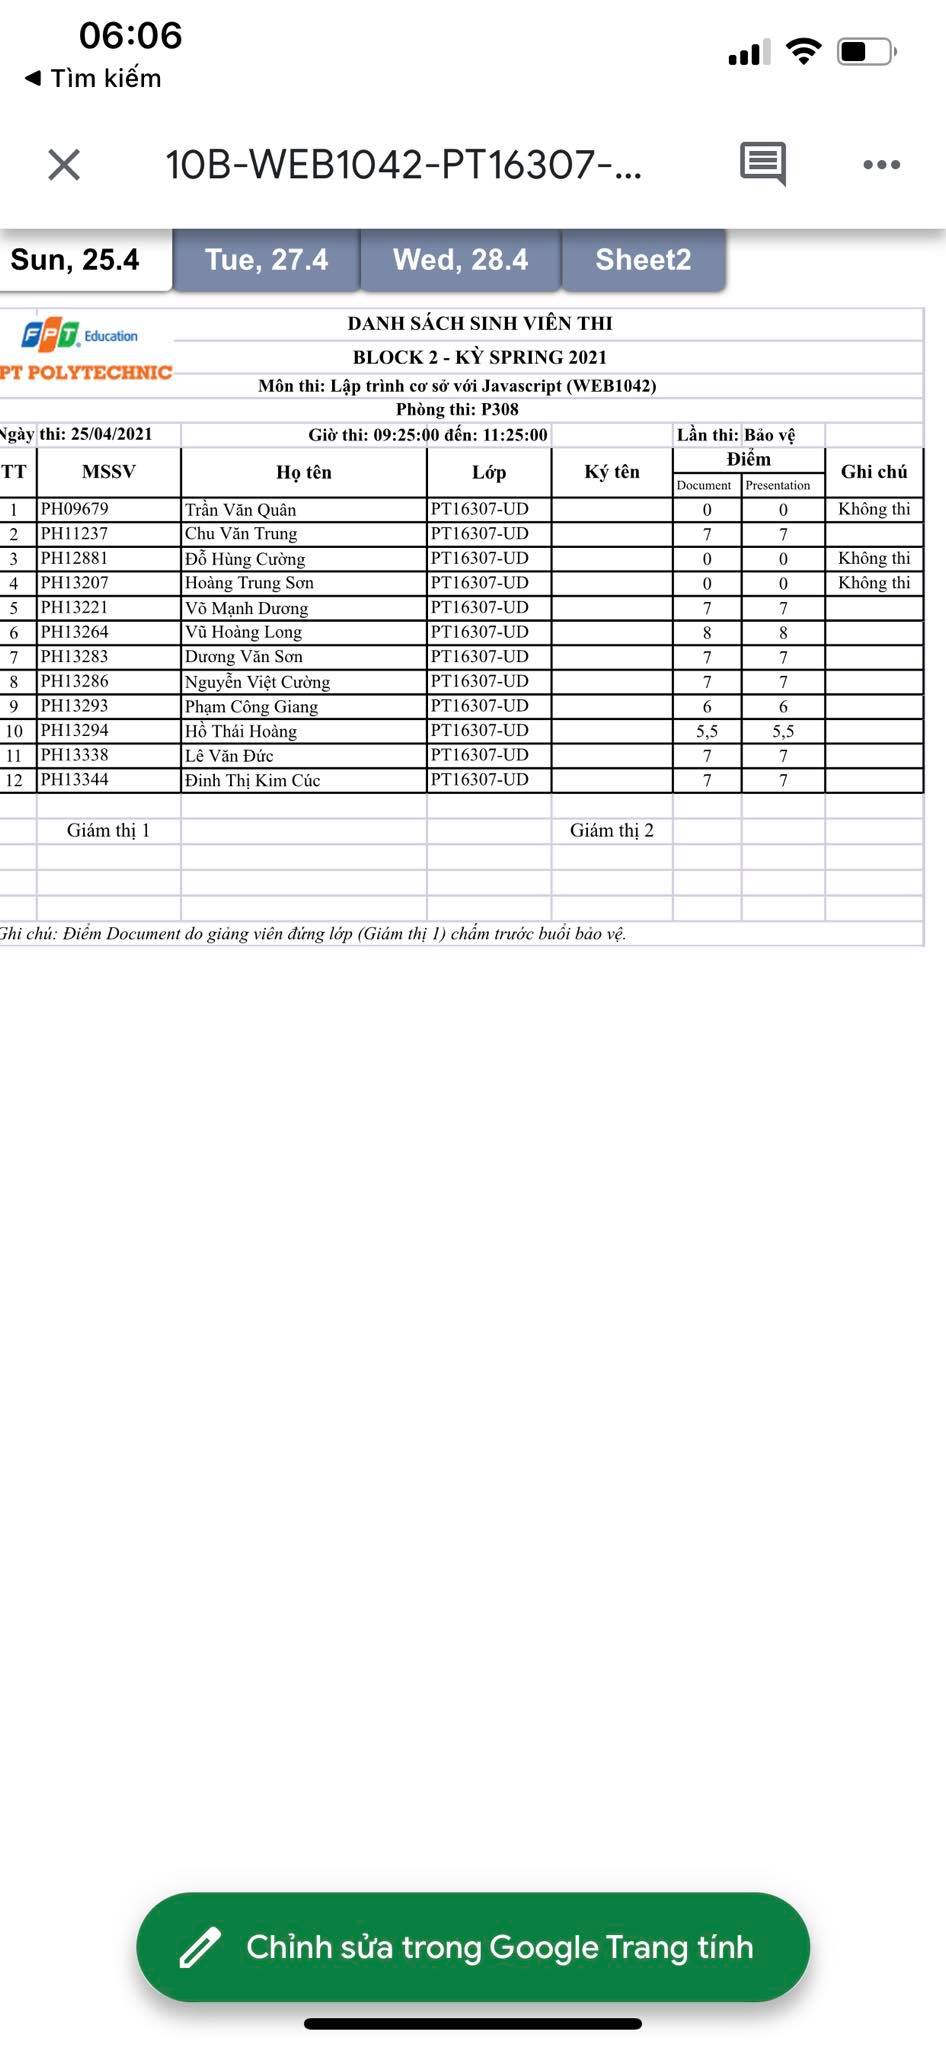 06:06
◀ Tìm kiếm
10B-WEB1042-PT16307-...
Sun, 25.4 Tue, 27.4 Wed, 28.4 Sheet2
FPT Education
PT POLYTECHNIC
DANH SÁCH SINH VIÊN THI
BLOCK 2 - KỲ SPRING 2021
Môn thi: Lập trình cơ sở với Javascript (WEB1042)
Phòng thi: P308
Ngày thi: 25/04/2021 Giờ thi: 09:25:00 đến: 11:25:00 Lần thi: Bảo vệ
TT MSSV Họ tên Lớp Ký tên Điểm Ghi chú
Document Presentation
1 PH09679 Trần Văn Quân PT16307-UD 0 0 Không thi
2 PH11237 Chu Văn Trung PT16307-UD 7 7
3 PH12881 Đỗ Hùng Cường PT16307-UD 0 0 Không thi
4 PH13207 Hoàng Trung Sơn PT16307-UD 0 0 Không thi
5 PH13221 Võ Mạnh Dương PT16307-UD 7 7
6 PH13264 Vũ Hoàng Long PT16307-UD 8 8
7 PH13283 Dương Văn Sơn PT16307-UD 7 7
8 PH13286 Nguyễn Việt Cường PT16307-UD 7 7
9 PH13293 Phạm Công Giang PT16307-UD 6 6
10 PH13294 Hồ Thái Hoàng PT16307-UD 5,5 5,5
11 PH13338 Lê Văn Đức PT16307-UD 7 7
12 PH13344 Đinh Thị Kim Cúc PT16307-UD 7 7
Giám thị 1 Giám thị 2
Ghi chú: Điểm Document do giảng viên đứng lớp (Giám thị 1) chấm trước buổi bảo vệ.
Chỉnh sửa trong Google Trang tính